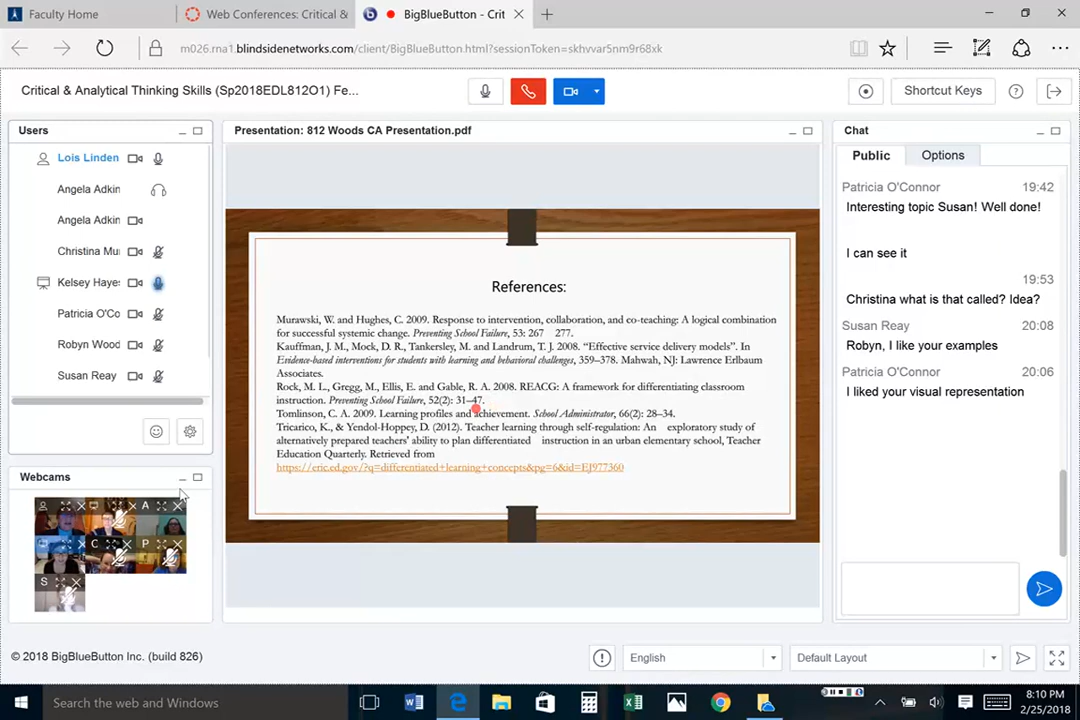 Faculty Home
Web Conferences: Critical &
BigBlueButton - Crit
m026.rna1.blindsidenetworks.com/client/BigBlueButton.html?sessionToken=skhvvar5nm9r68xk
Critical & Analytical Thinking Skills (Sp2018EDL812O1) Fe...
Shortcut Keys
Users
Lois Linden
Angela Adkin
Angela Adkin
Christina Mu
Kelsey Haye
Patricia O'Co
Robyn Wood
Susan Reay
Webcams
A
C
P
S
Presentation: 812 Woods CA Presentation.pdf
References:
Murawski, W. and Hughes, C. 2009. Response to intervention, collaboration, and co-teaching: A logical combination
for successful systemic change. Preventing School Failure, 53: 267 277.
Kauffman, J. M., Mock, D. R., Tankersley, M. and Landrum, T. J. 2008. “Effective service delivery models”. In
Evidence-based interventions for students with learning and behavioral challenges, 359–378. Mahwah, NJ: Lawrence Erlbaum
Associates.
Rock, M. L., Gregg, M., Ellis, E. and Gable, R. A. 2008. REACG: A framework for differentiating classroom
instruction. Preventing School Failure, 52(2): 31–47.
Tomlinson, C. A. 2009. Learning profiles and achievement. School Administrator, 66(2): 28–34.
Tricarico, K., & Yendol-Hoppey, D. (2012). Teacher learning through self-regulation: An exploratory study of
alternatively prepared teachers' ability to plan differentiated instruction in an urban elementary school, Teacher
Education Quarterly. Retrieved from
https://eric.ed.gov/?q=differentiated+learning+concepts&pg=6&id=EJ977360
Chat
Public
Options
Patricia O'Connor 19:42
Interesting topic Susan! Well done!
I can see it
19:53
Christina what is that called? Idea?
Susan Reay 20:08
Robyn, I like your examples
Patricia O'Connor 20:06
I liked your visual representation
© 2018 BigBlueButton Inc. (build 826)
English
Default Layout
Search the web and Windows
8:10 PM
2/25/2018